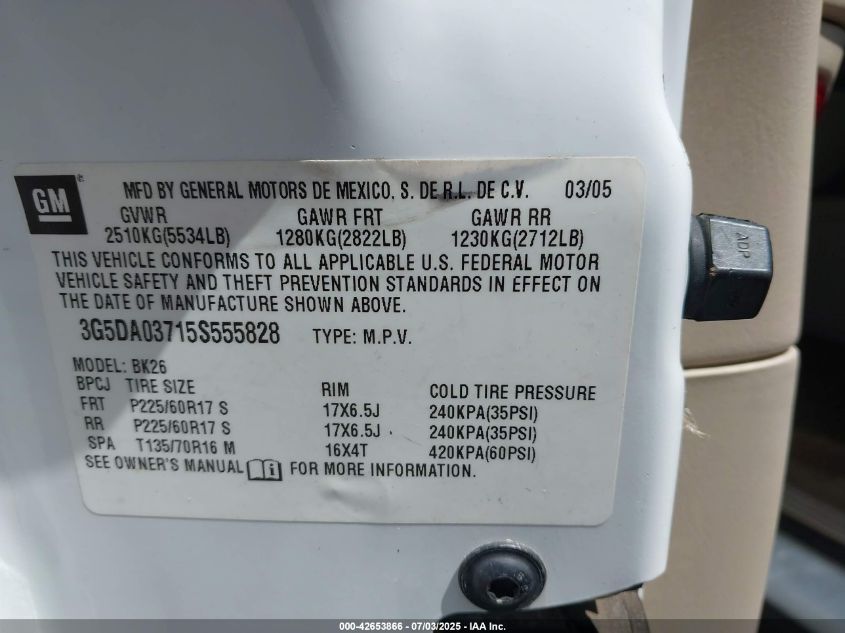 GM
MFD BY GENERAL MOTORS DE MEXICO, S. DE R.L. DE C.V. 03/05
GVWR GAWR FRT GAWR RR
2510KG(5534LB) 1280KG(2822LB) 1230KG(2712LB)
THIS VEHICLE CONFORMS TO ALL APPLICABLE U.S. FEDERAL MOTOR
VEHICLE SAFETY AND THEFT PREVENTION STANDARDS IN EFFECT ON
THE DATE OF MANUFACTURE SHOWN ABOVE.
3G5DA03715S555828 TYPE: M.P.V.
MODEL: BK26
BPCJ TIRE SIZE RIM COLD TIRE PRESSURE
FRT P225/60R17 S 17X6.5J 240KPA(35PSI)
RR P225/60R17 S 17X6.5J 240KPA(35PSI)
SPA T135/70R16 M 16X4T 420KPA(60PSI)
SEE OWNER'S MANUAL i FOR MORE INFORMATION.
ADP
000-42653866 - 07/03/2025 - IAA Inc.